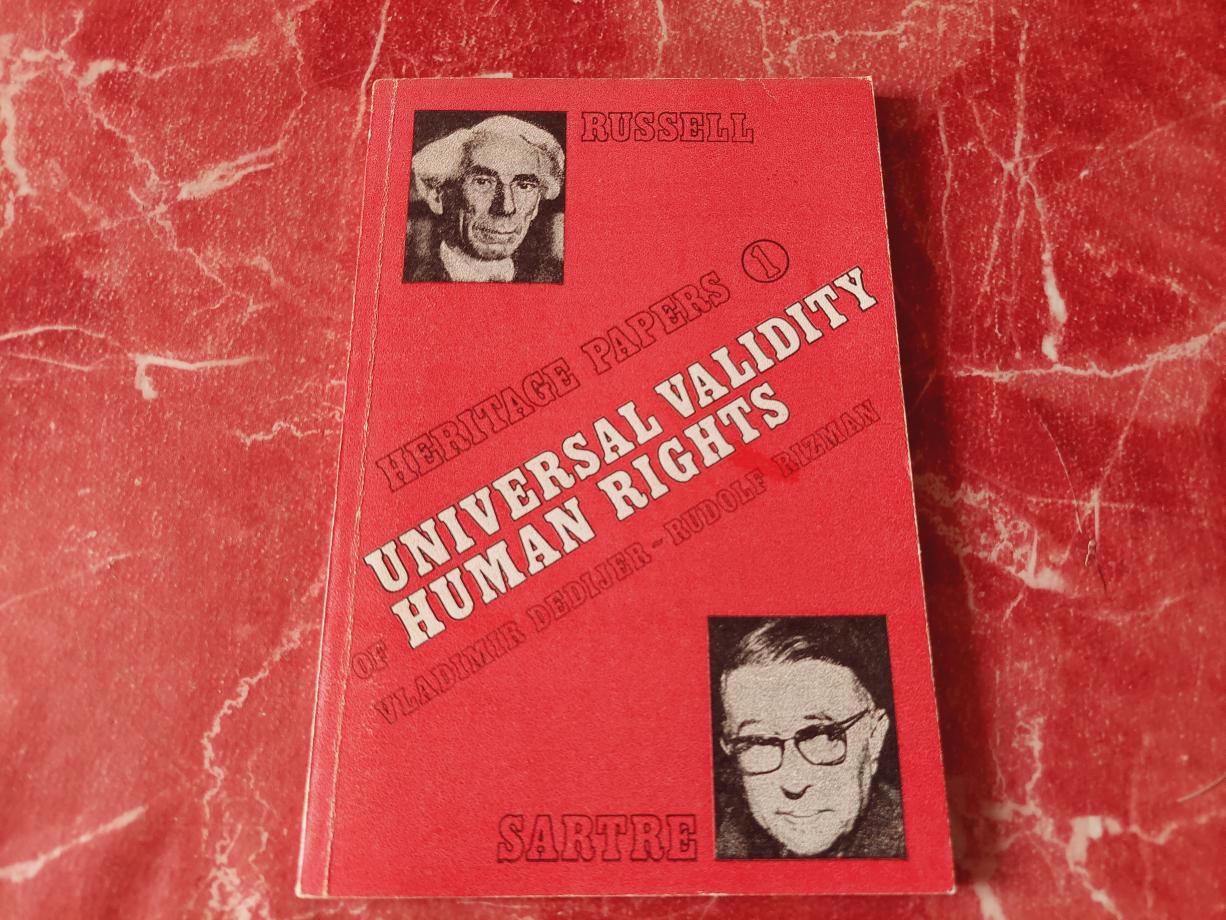 RUSSELL
HERITAGE PAPERS 1
UNIVERSAL VALIDITY
OF HUMAN RIGHTS
VLADIMIR DEDIJER - RUDOLF RIZMAN
SARTRE